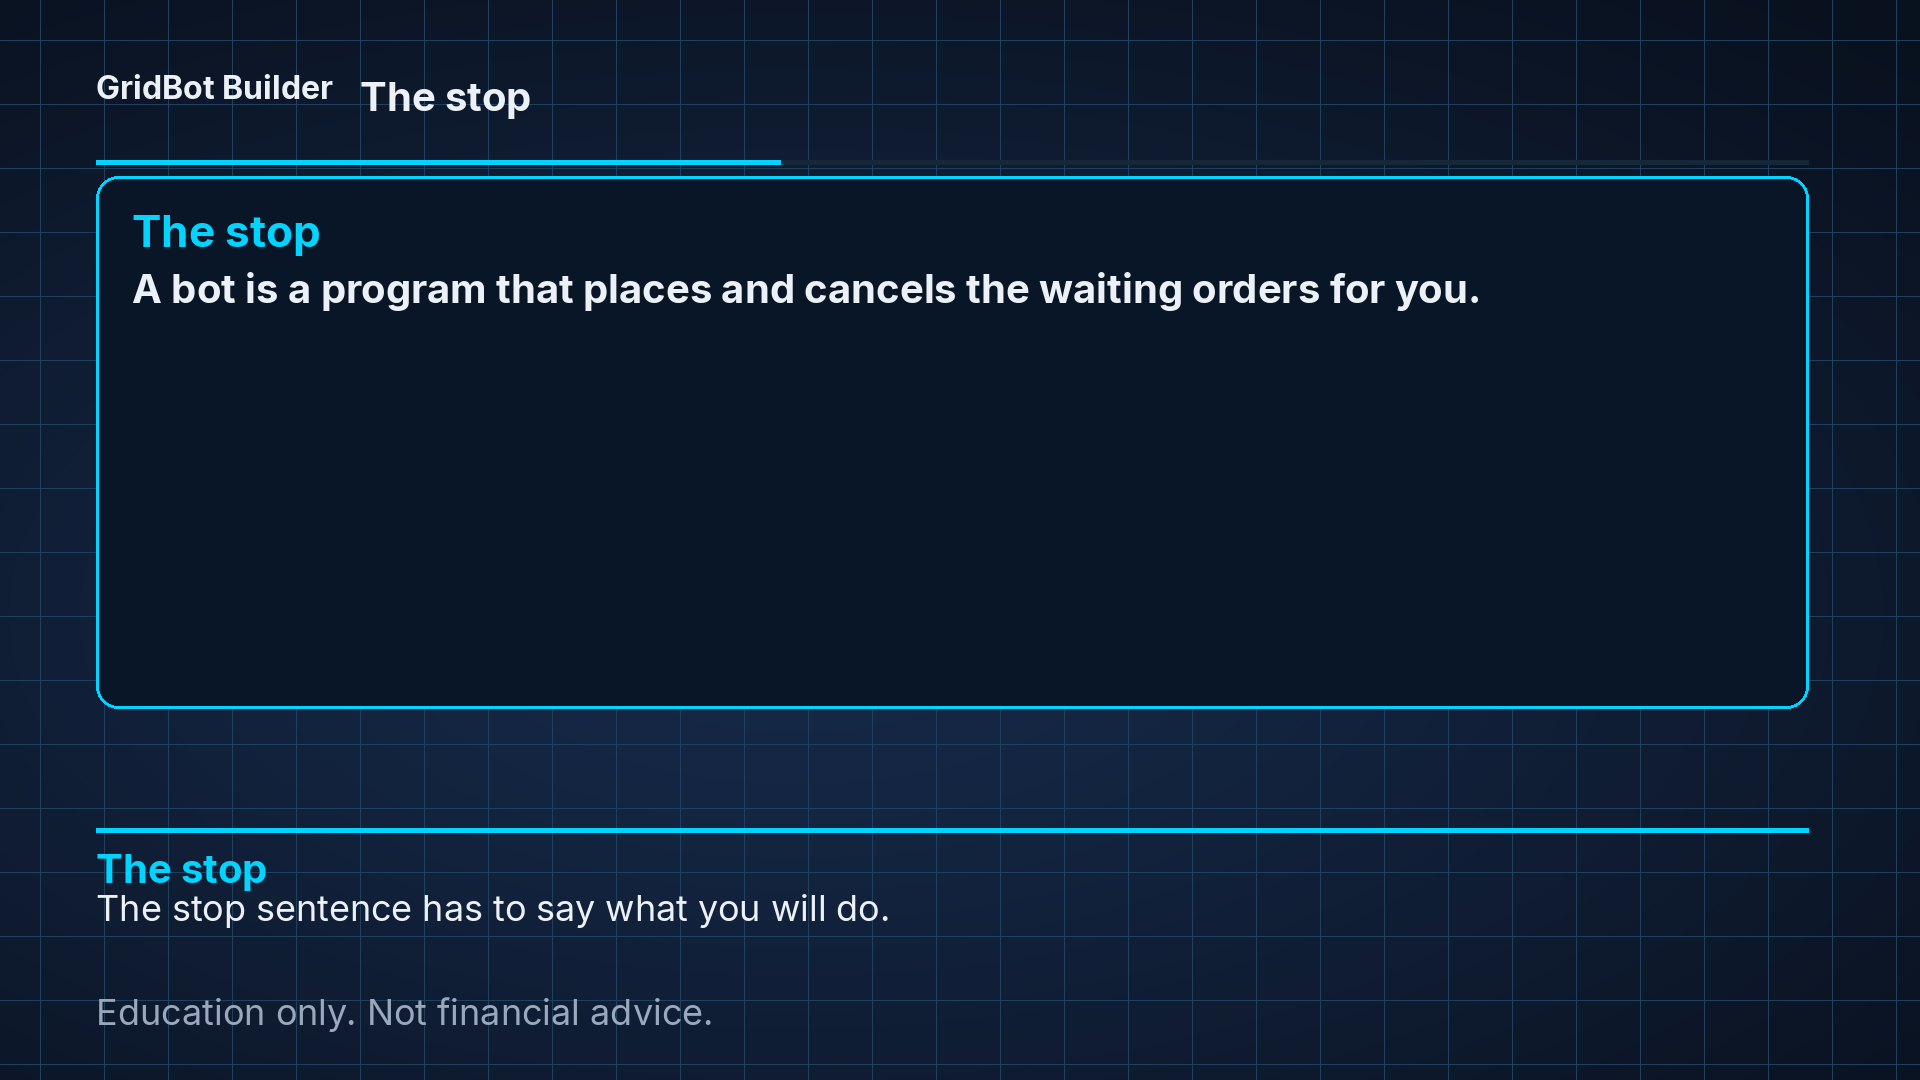 GridBot Builder The stop
The stop
A bot is a program that places and cancels the waiting orders for you.
The stop
The stop sentence has to say what you will do.
Education only. Not financial advice.